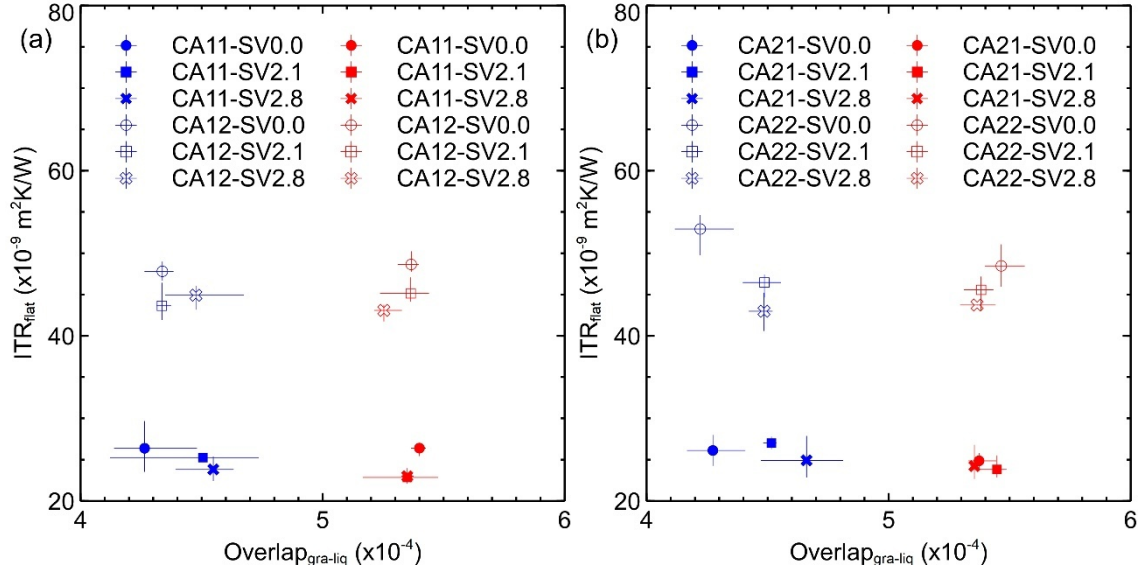 (a)
CA11-SV0.0 CA11-SV0.0
CA11-SV2.1 CA11-SV2.1
CA11-SV2.8 CA11-SV2.8
CA12-SV0.0 CA12-SV0.0
CA12-SV2.1 CA12-SV2.1
CA12-SV2.8 CA12-SV2.8
80
60
40
20
4 5 6
ITR_flat (x10⁻⁹ m²K/W)
Overlap_gra-liq (x10⁻⁴)
(b)
CA21-SV0.0 CA21-SV0.0
CA21-SV2.1 CA21-SV2.1
CA21-SV2.8 CA21-SV2.8
CA22-SV0.0 CA22-SV0.0
CA22-SV2.1 CA22-SV2.1
CA22-SV2.8 CA22-SV2.8
80
60
40
20
4 5 6
ITR_flat (x10⁻⁹ m²K/W)
Overlap_gra-liq (x10⁻⁴)